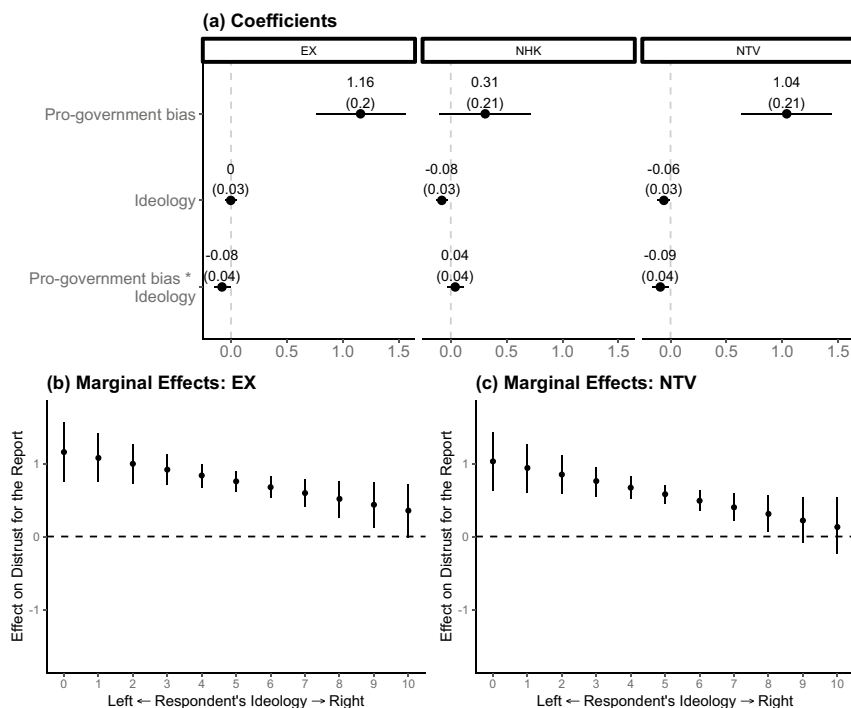 (a) Coefficients
EX NHK NTV
1.16 0.31 1.04
(0.2) (0.21) (0.21)
Pro-government bias
0 -0.08 -0.06
(0.03) (0.03) (0.03)
Ideology
-0.08 0.04 -0.09
(0.04) (0.04) (0.04)
Pro-government bias *
Ideology
0.0 0.5 1.0 1.5 0.0 0.5 1.0 1.5 0.0 0.5 1.0 1.5
(b) Marginal Effects: EX
Effect on Distrust for the Report
1
0
-1
0 1 2 3 4 5 6 7 8 9 10
Left ← Respondent's Ideology → Right
(c) Marginal Effects: NTV
Effect on Distrust for the Report
1
0
-1
0 1 2 3 4 5 6 7 8 9 10
Left ← Respondent's Ideology → Right